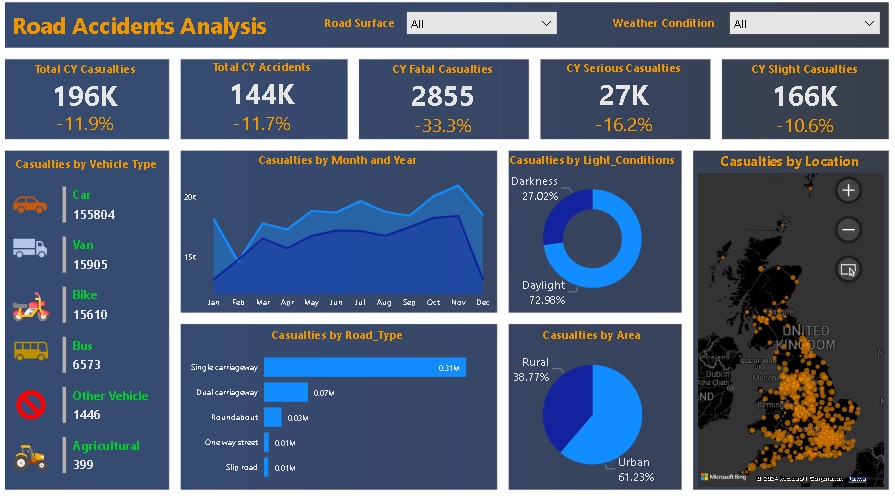 Road Accidents Analysis
Road Surface
All
Weather Condition
All
Total CY Casualties
196K
-11.9%
Total CY Accidents
144K
-11.7%
CY Fatal Casualties
2855
-33.3%
CY Serious Casualties
27K
-16.2%
CY Slight Casualties
166K
-10.6%
Casualties by Vehicle Type
Car
155804
Van
15905
Bike
15610
Bus
6573
Other Vehicle
1446
Agricultural
399
Casualties by Month and Year
20K
15K
Jan Feb Mar Apr May Jun Jul Aug Sep Oct Nov Dec
Casualties by Light_Conditions
Darkness
27.02%
Daylight
72.98%
Casualties by Road_Type
Single carriageway
0.31M
Dual carriageway
0.07M
Roundabout
0.03M
One way street
0.01M
Slip road
0.01M
Casualties by Area
Rural
38.77%
Urban
61.23%
Casualties by Location
UNITED
KINGDOM
Dublin
Microsoft Bing